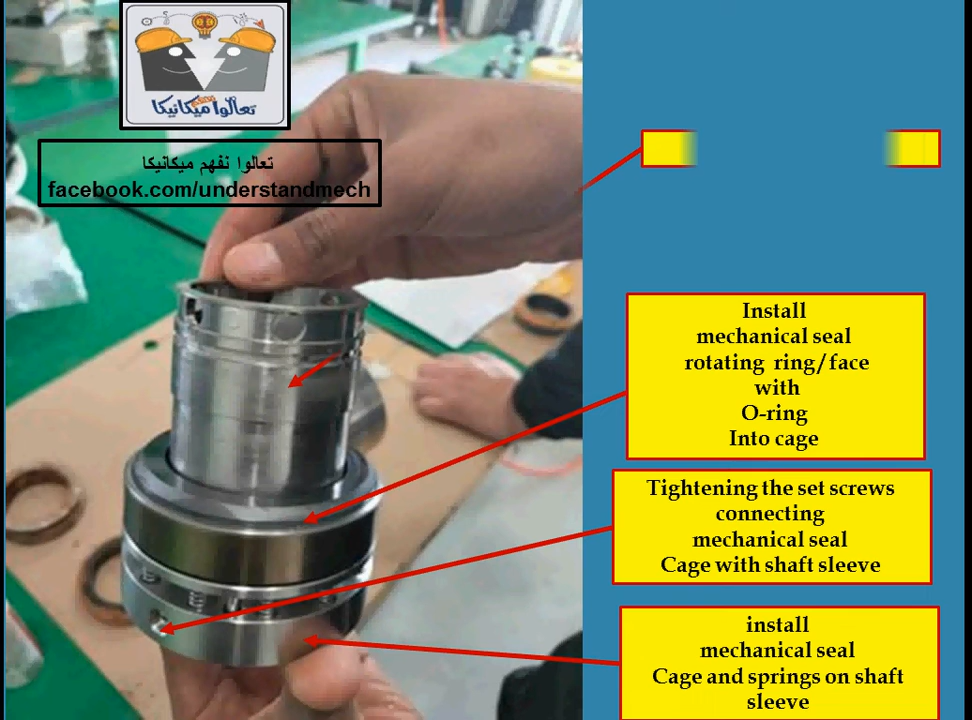 تعالوا نفهم ميكانيكا
تعالوا نفهم ميكانيكا
facebook.com/understandmech
Install
mechanical seal
rotating ring/face
with
O-ring
Into cage
Tightening the set screws
connecting
mechanical seal
Cage with shaft sleeve
install
mechanical seal
Cage and springs on shaft
sleeve